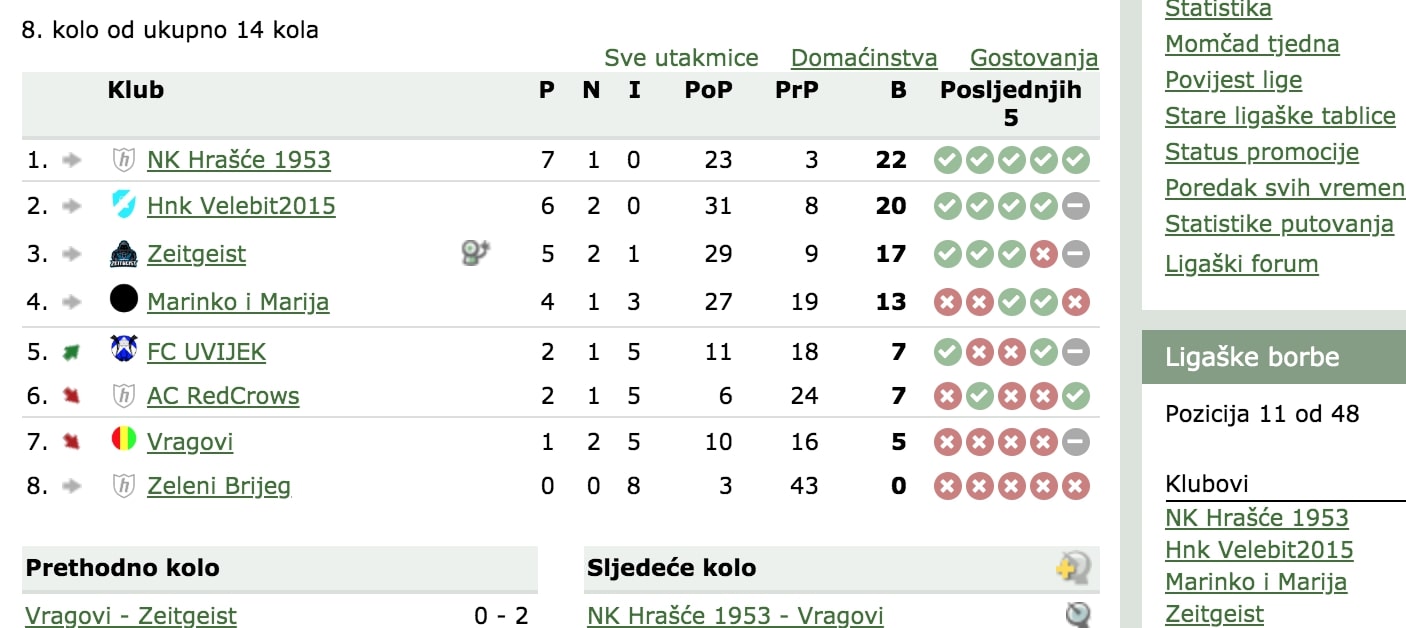 8. kolo od ukupno 14 kola
Sve utakmice Domaćinstva Gostovanja
Klub P N I PoP PrP B Posljednjih 5
1. NK Hrašće 1953 7 1 0 23 3 22
2. Hnk Velebit2015 6 2 0 31 8 20
3. Zeitgeist 5 2 1 29 9 17
4. Marinko i Marija 4 1 3 27 19 13
5. FC UVIJEK 2 1 5 11 18 7
6. AC RedCrows 2 1 5 6 24 7
7. Vragovi 1 2 5 10 16 5
8. Zeleni Brijeg 0 0 8 3 43 0
Prethodno kolo
Vragovi - Zeitgeist 0 - 2
Sljedeće kolo
NK Hrašće 1953 - Vragovi
Statistika
Momčad tjedna
Povijest lige
Stare ligaške tablice
Status promocije
Poredak svih vremen
Statistike putovanja
Ligaški forum
Ligaške borbe
Pozicija 11 od 48
Klubovi
NK Hrašće 1953
Hnk Velebit2015
Marinko i Marija
Zeitgeist